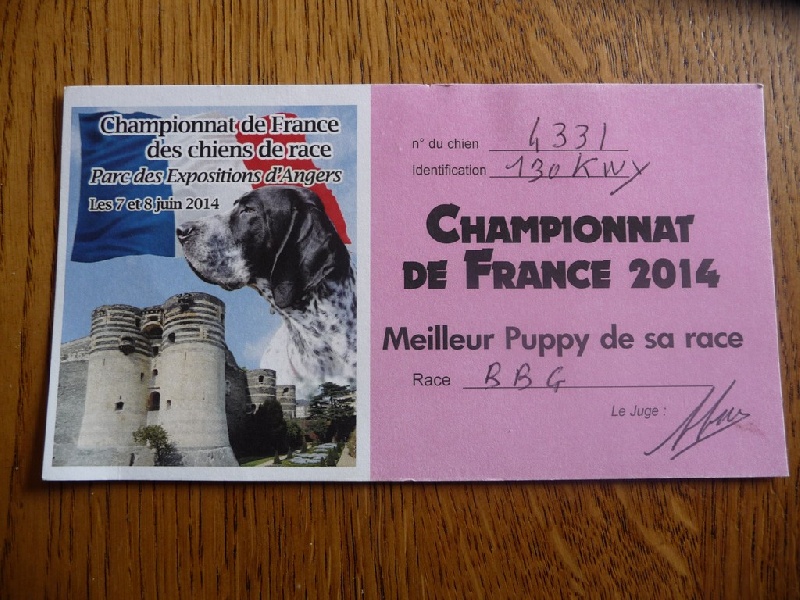 Championnat de France
des chiens de race
Parc des Expositions d'Angers
Les 7 et 8 juin 2014
n° du chien 4331
Identification 130KWY
CHAMPIONNAT
DE FRANCE 2014
Meilleur Puppy de sa race
Race BBG
Le Juge :